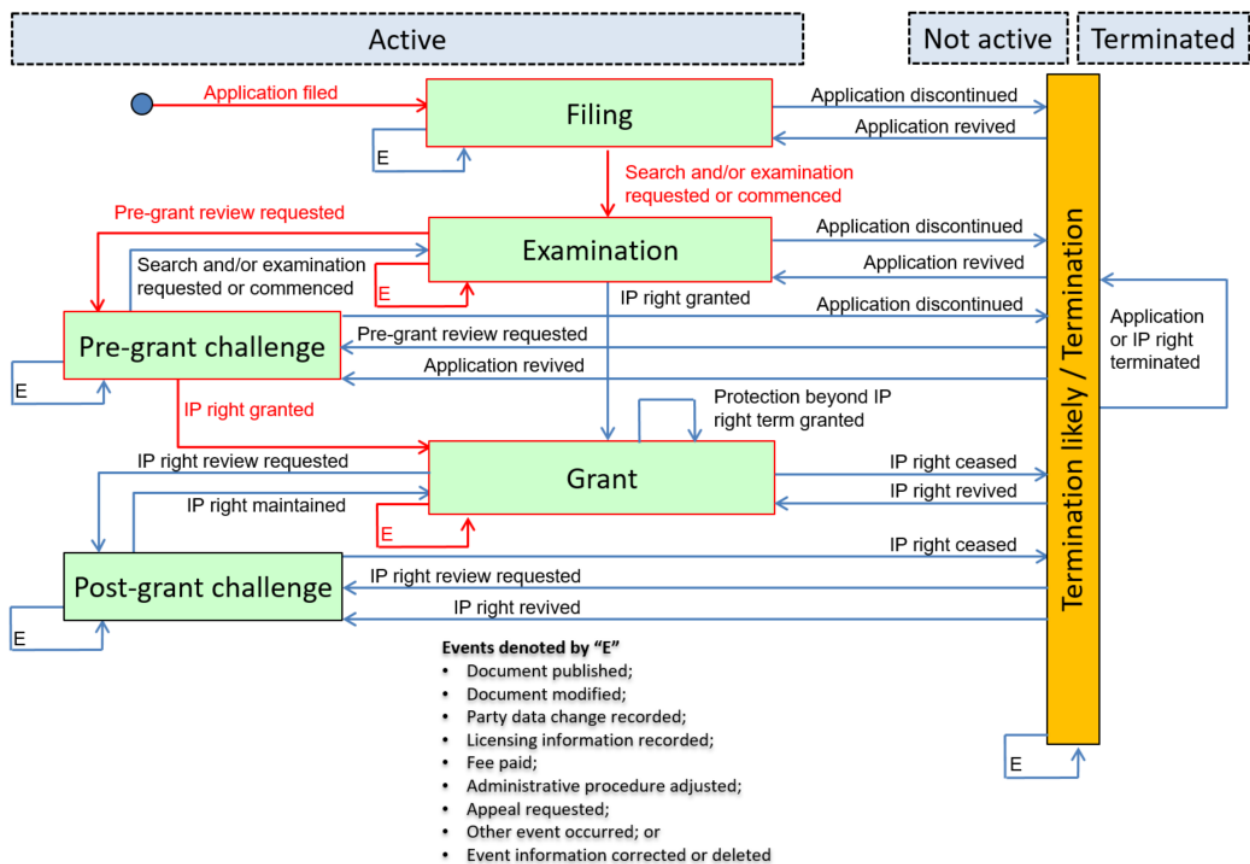 Active
Not active
Terminated
Application filed
Filing
Application discontinued
Application revived
E
Search and/or examination
requested or commenced
Pre-grant review requested
Examination
Application discontinued
Application revived
Search and/or examination
requested or commenced
E
IP right granted
Application discontinued
Pre-grant challenge
Pre-grant review requested
Application revived
Application
or IP right
terminated
E
IP right granted
Protection beyond IP
right term granted
IP right review requested
Grant
IP right ceased
IP right revived
IP right maintained
E
IP right ceased
Post-grant challenge
IP right review requested
IP right revived
E
Termination likely / Termination
E
Events denoted by “E”
• Document published;
• Document modified;
• Party data change recorded;
• Licensing information recorded;
• Fee paid;
• Administrative procedure adjusted;
• Appeal requested;
• Other event occurred; or
• Event information corrected or deleted